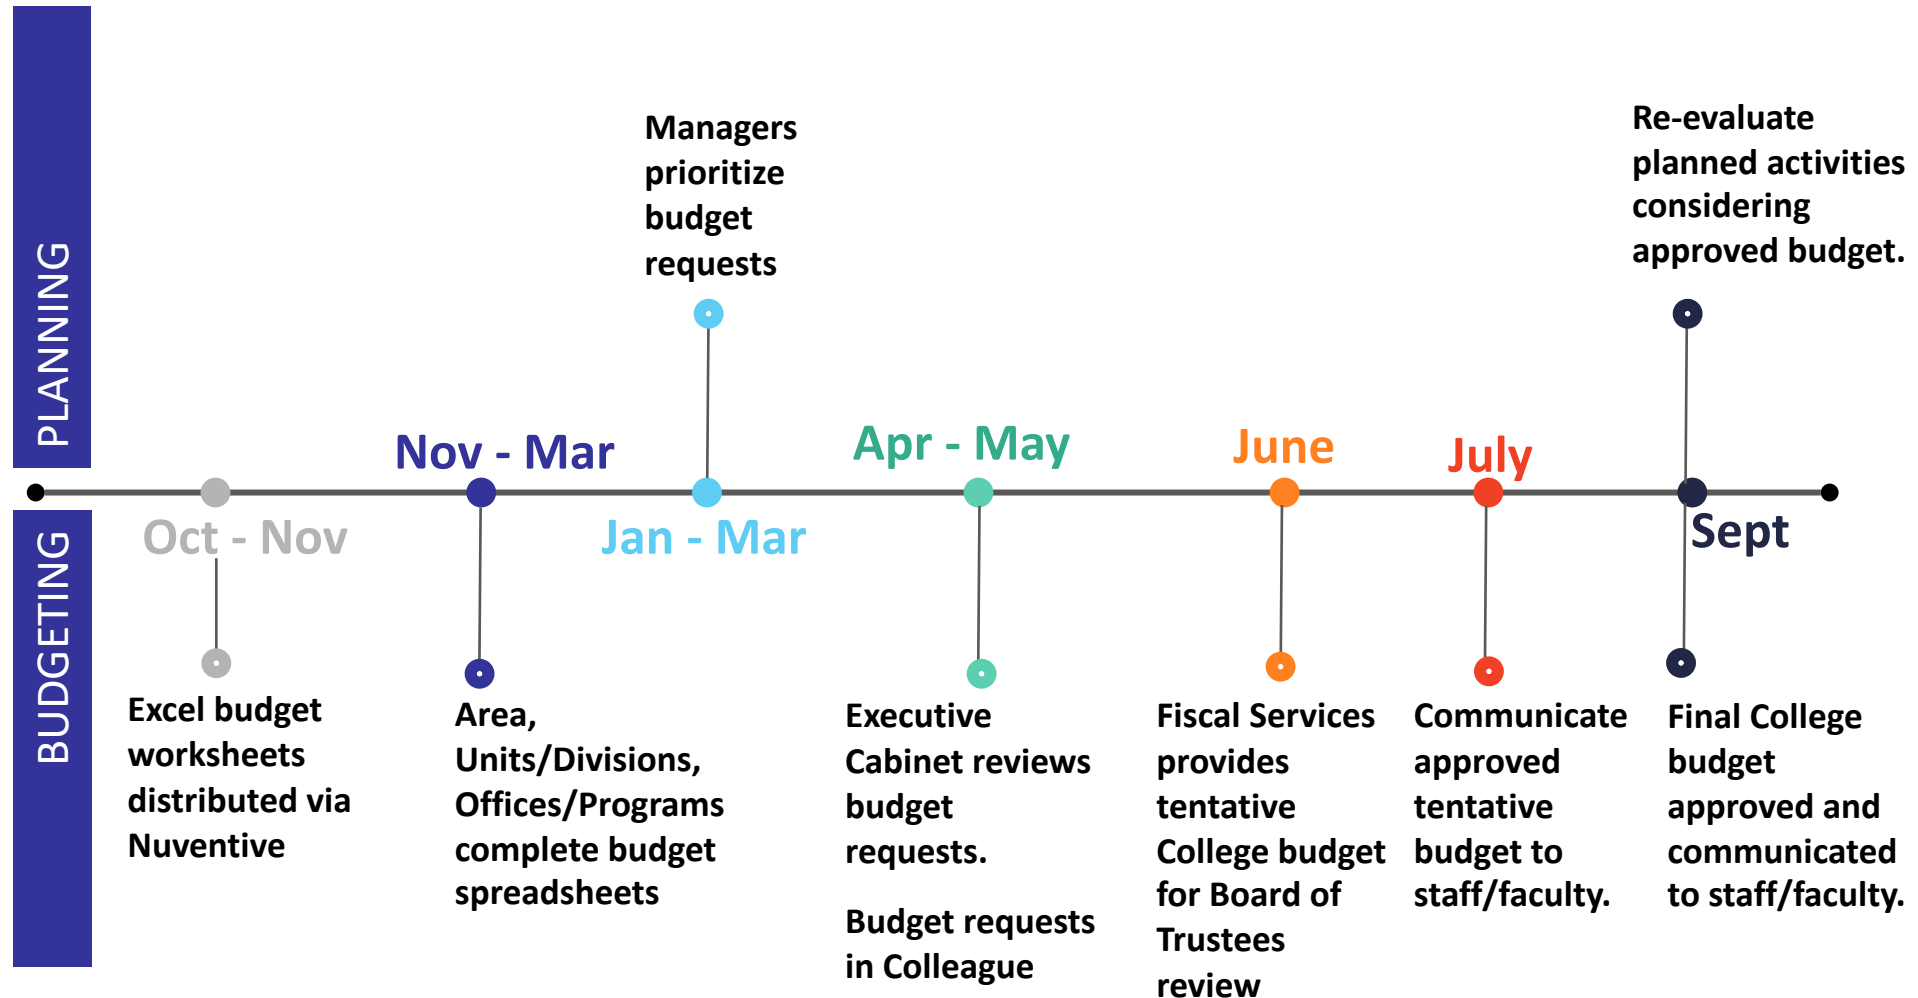 PLANNING
Managers
prioritize
budget
requests
Re-evaluate
planned activities
considering
approved budget.
Nov - Mar
Apr - May
June
July
Oct - Nov
Jan - Mar
Sept
BUDGETING
Excel budget
worksheets
distributed via
Nuventive
Area,
Units/Divisions,
Offices/Programs
complete budget
spreadsheets
Executive
Cabinet reviews
budget
requests.
Budget requests
in Colleague
Fiscal Services
provides
tentative
College budget
for Board of
Trustees
review
Communicate
approved
tentative
budget to
staff/faculty.
Final College
budget
approved and
communicated
to staff/faculty.